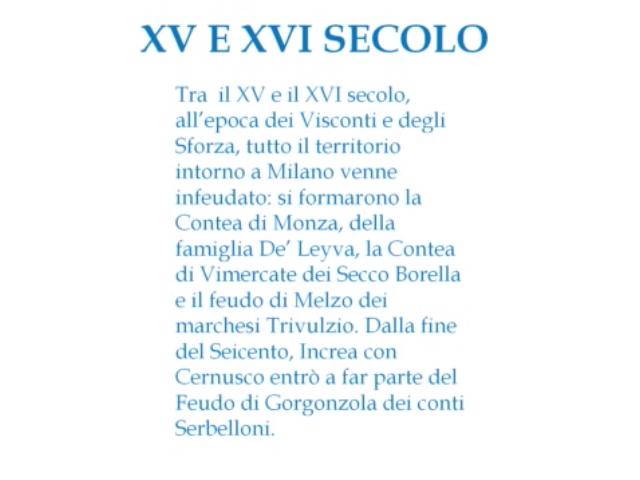 XV E XVI SECOLO
Tra il XV e il XVI secolo,
all’epoca dei Visconti e degli
Sforza, tutto il territorio
intorno a Milano venne
infeudato: si formarono la
Contea di Monza, della
famiglia De’ Leyva, la Contea
di Vimercate dei Secco Borella
e il feudo di Melzo dei
marchesi Trivulzio. Dalla fine
del Seicento, Increa con
Cernusco entrò a far parte del
Feudo di Gorgonzola dei conti
Serbelloni.